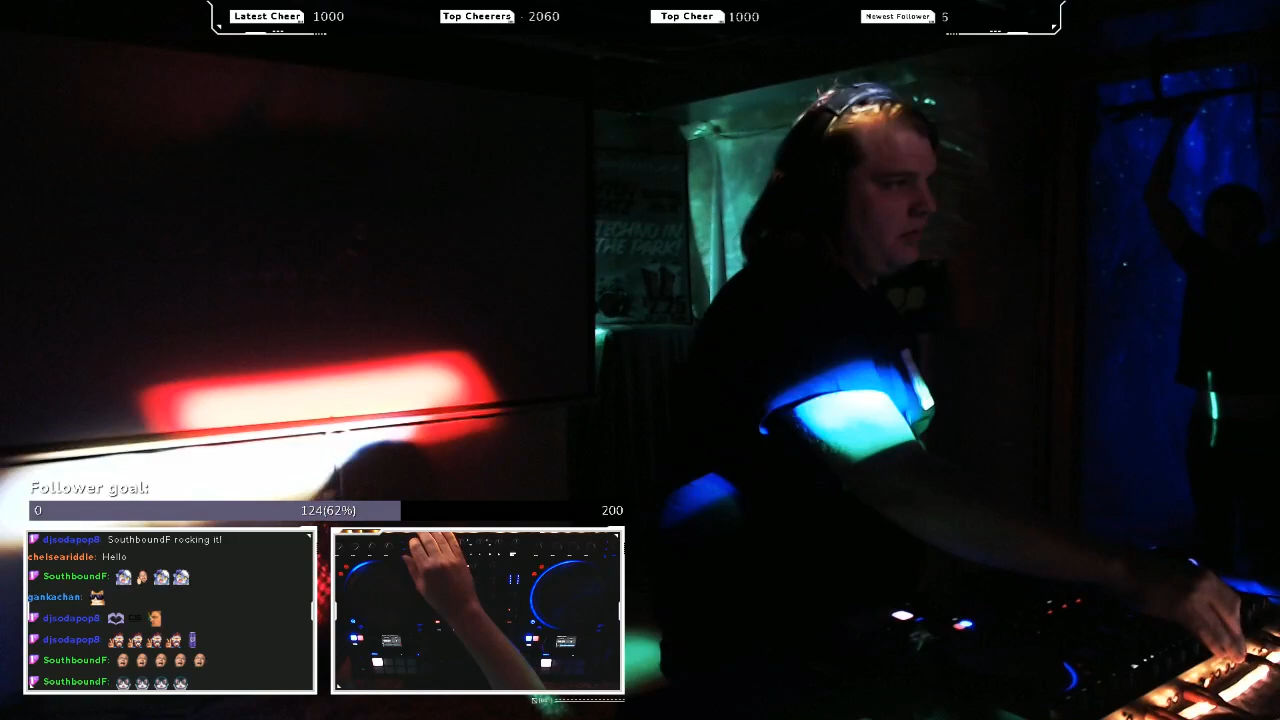 Latest Cheer 1000
Top Cheerers - 2060
Top Cheer 1000
Newest Follower 5
TECHNO IN
THE PARK!
Follower goal:
0 124(62%) 200
djsodapop8: SouthboundF rocking it!
chelseariddle: Hello
SouthboundF:
gankachan:
djsodapop8
djsodapop8
SouthboundF:
SouthboundF: